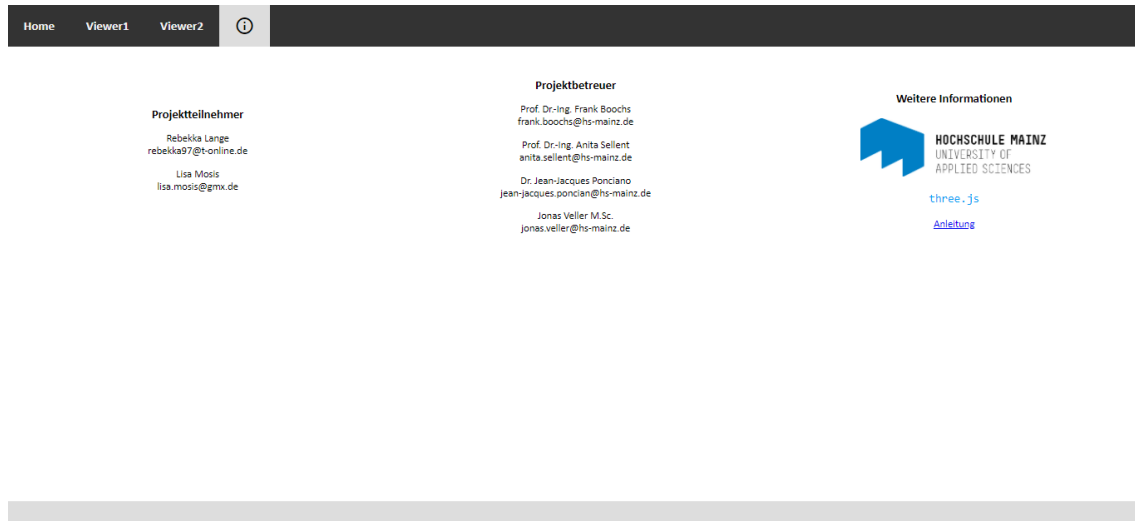 Home Viewer1 Viewer2
Projektteilnehmer
Rebekka Lange
rebekka97@t-online.de
Lisa Mosis
lisa.mosis@gmx.de
Projektbetreuer
Prof. Dr.-Ing. Frank Boochs
frank.boochs@hs-mainz.de
Prof. Dr.-Ing. Anita Sellent
anita.sellent@hs-mainz.de
Dr. Jean-Jacques Ponciano
jean-jacques.poncian@hs-mainz.de
Jonas Veller M.Sc.
jonas.veller@hs-mainz.de
Weitere Informationen
HOCHSCHULE MAINZ
UNIVERSITY OF
APPLIED SCIENCES
three.js
Anleitung